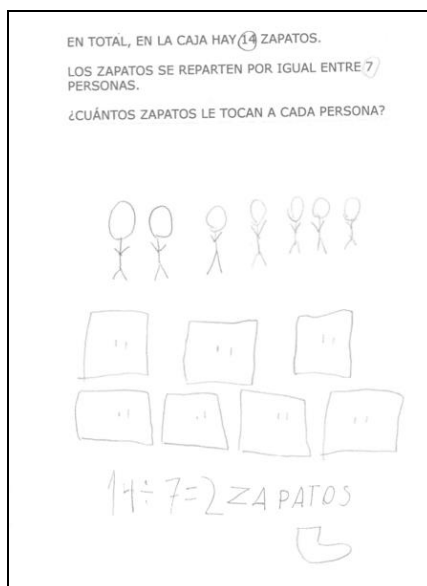 EN TOTAL, EN LA CAJA HAY 14 ZAPATOS.
LOS ZAPATOS SE REPARTEN POR IGUAL ENTRE 7
PERSONAS.
¿CUÁNTOS ZAPATOS LE TOCAN A CADA PERSONA?
14÷7=2 ZAPATOS